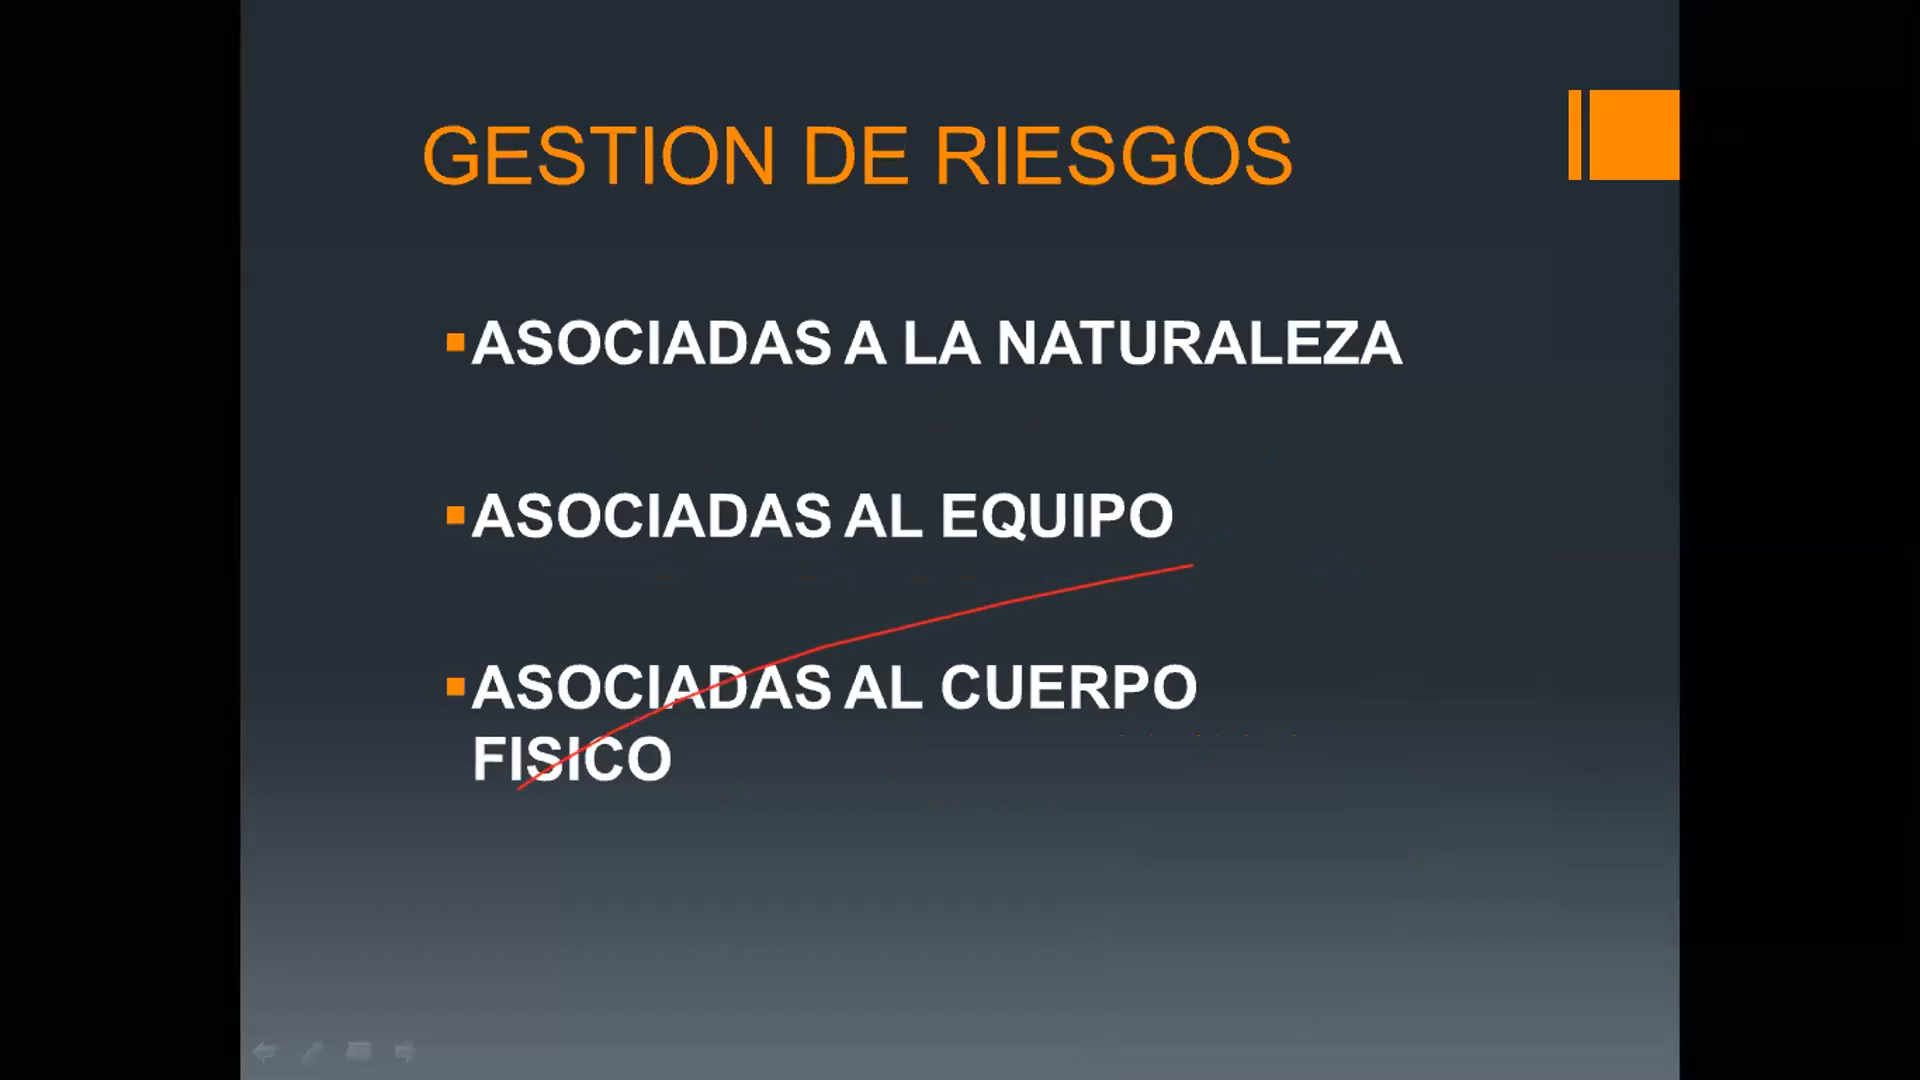 GESTION DE RIESGOS
ASOCIADAS A LA NATURALEZA
ASOCIADAS AL EQUIPO
ASOCIADAS AL CUERPO
FISICO